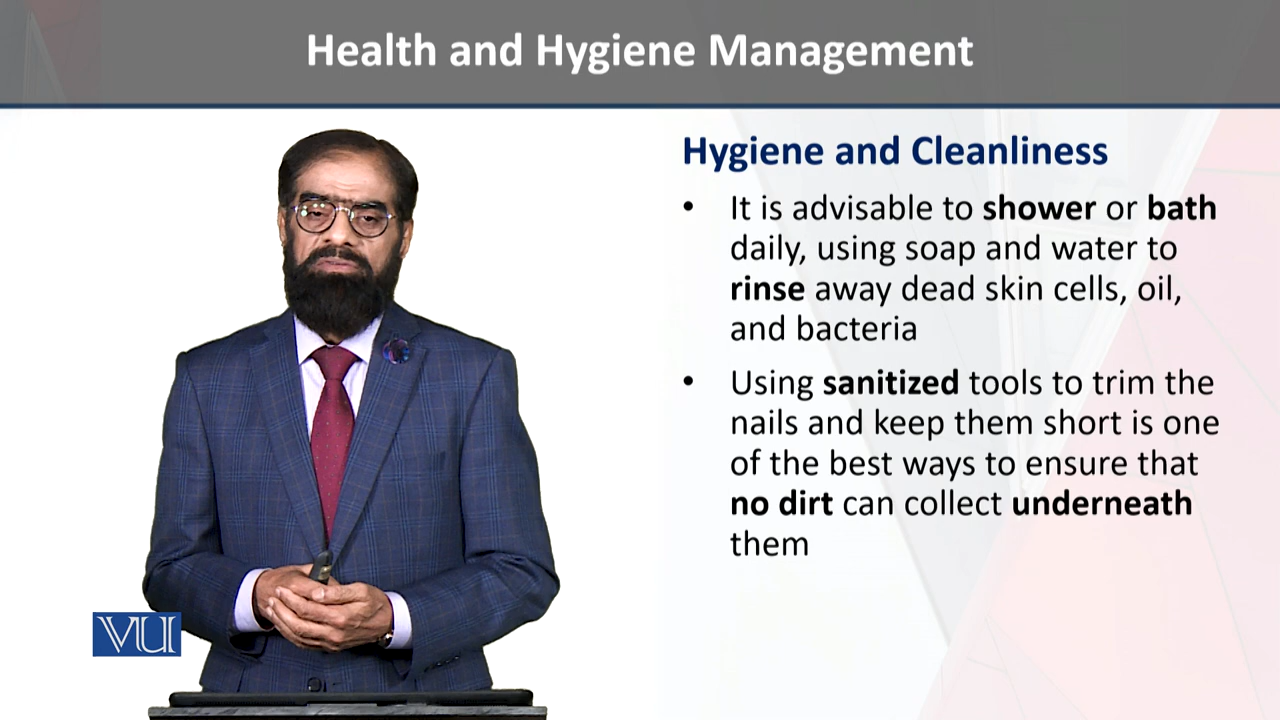 Health and Hygiene Management
Hygiene and Cleanliness
• It is advisable to shower or bath
daily, using soap and water to
rinse away dead skin cells, oil,
and bacteria
• Using sanitized tools to trim the
nails and keep them short is one
of the best ways to ensure that
no dirt can collect underneath
them
VU